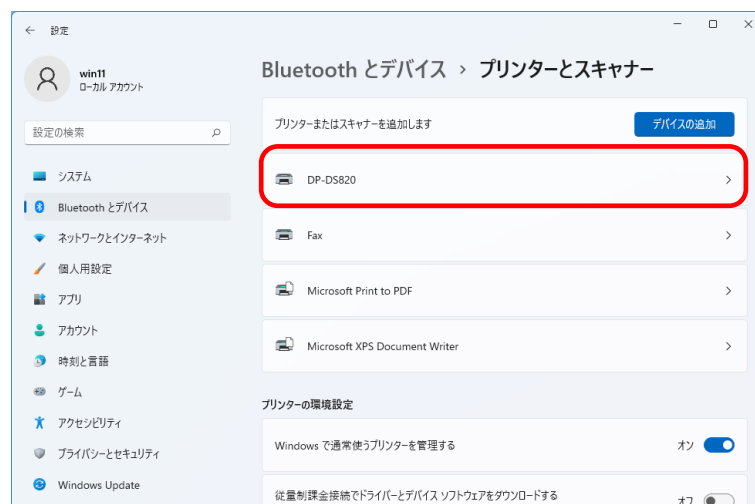 設定
win11
ローカル アカウント
設定の検索
システム
Bluetooth とデバイス
ネットワークとインターネット
個人用設定
アプリ
アカウント
時刻と言語
ゲーム
アクセシビリティ
プライバシーとセキュリティ
Windows Update
Bluetooth とデバイス › プリンターとスキャナー
プリンターまたはスキャナーを追加します
デバイスの追加
DP-DS820
Fax
Microsoft Print to PDF
Microsoft XPS Document Writer
プリンターの環境設定
Windows で通常使うプリンターを管理する
オン
従量制課金接続でドライバーとデバイス ソフトウェアをダウンロードする
オフ